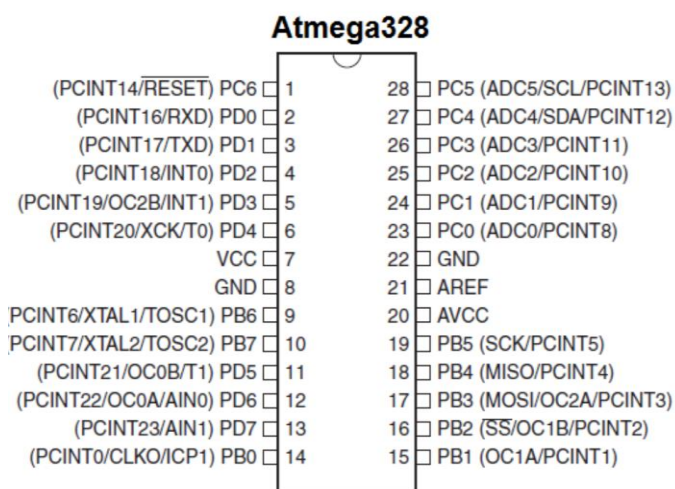 Atmega328
(PCINT14/RESET) PC6 1 28 PC5 (ADC5/SCL/PCINT13)
(PCINT16/RXD) PD0 2 27 PC4 (ADC4/SDA/PCINT12)
(PCINT17/TXD) PD1 3 26 PC3 (ADC3/PCINT11)
(PCINT18/INT0) PD2 4 25 PC2 (ADC2/PCINT10)
(PCINT19/OC2B/INT1) PD3 5 24 PC1 (ADC1/PCINT9)
(PCINT20/XCK/T0) PD4 6 23 PC0 (ADC0/PCINT8)
VCC 7 22 GND
GND 8 21 AREF
PCINT6/XTAL1/TOSC1) PB6 9 20 AVCC
PCINT7/XTAL2/TOSC2) PB7 10 19 PB5 (SCK/PCINT5)
(PCINT21/OC0B/T1) PD5 11 18 PB4 (MISO/PCINT4)
(PCINT22/OC0A/AIN0) PD6 12 17 PB3 (MOSI/OC2A/PCINT3)
(PCINT23/AIN1) PD7 13 16 PB2 (SS/OC1B/PCINT2)
(PCINT0/CLKO/ICP1) PB0 14 15 PB1 (OC1A/PCINT1)